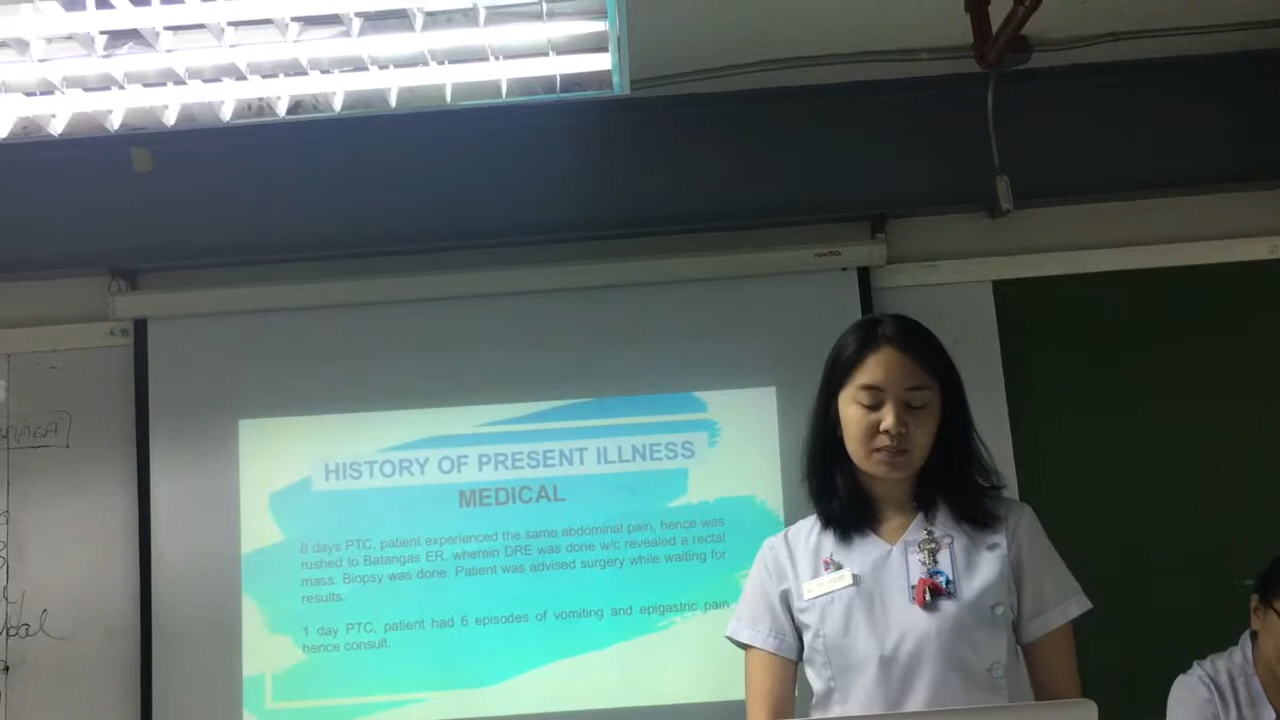 HISTORY OF PRESENT ILLNESS
MEDICAL
8 days PTC, patient experienced the same abdominal pain, hence was
rushed to Batangas ER, wherein DRE was done w/c revealed a rectal
mass. Biopsy was done. Patient was advised surgery while waiting for
results.
1 day PTC, patient had 6 episodes of vomiting and epigastric pain
hence consult.